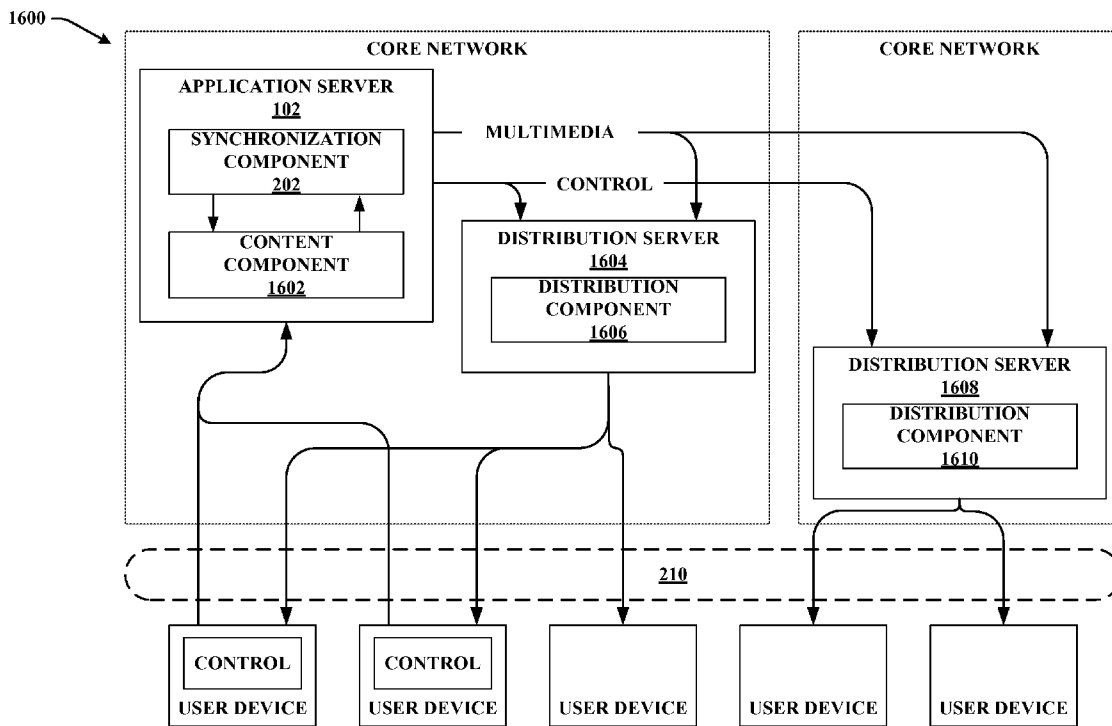 1600
CORE NETWORK
CORE NETWORK
APPLICATION SERVER
102
SYNCHRONIZATION
COMPONENT
202
CONTENT
COMPONENT
1602
MULTIMEDIA
CONTROL
DISTRIBUTION SERVER
1604
DISTRIBUTION
COMPONENT
1606
DISTRIBUTION SERVER
1608
DISTRIBUTION
COMPONENT
1610
210
CONTROL
USER DEVICE
CONTROL
USER DEVICE
USER DEVICE
USER DEVICE
USER DEVICE